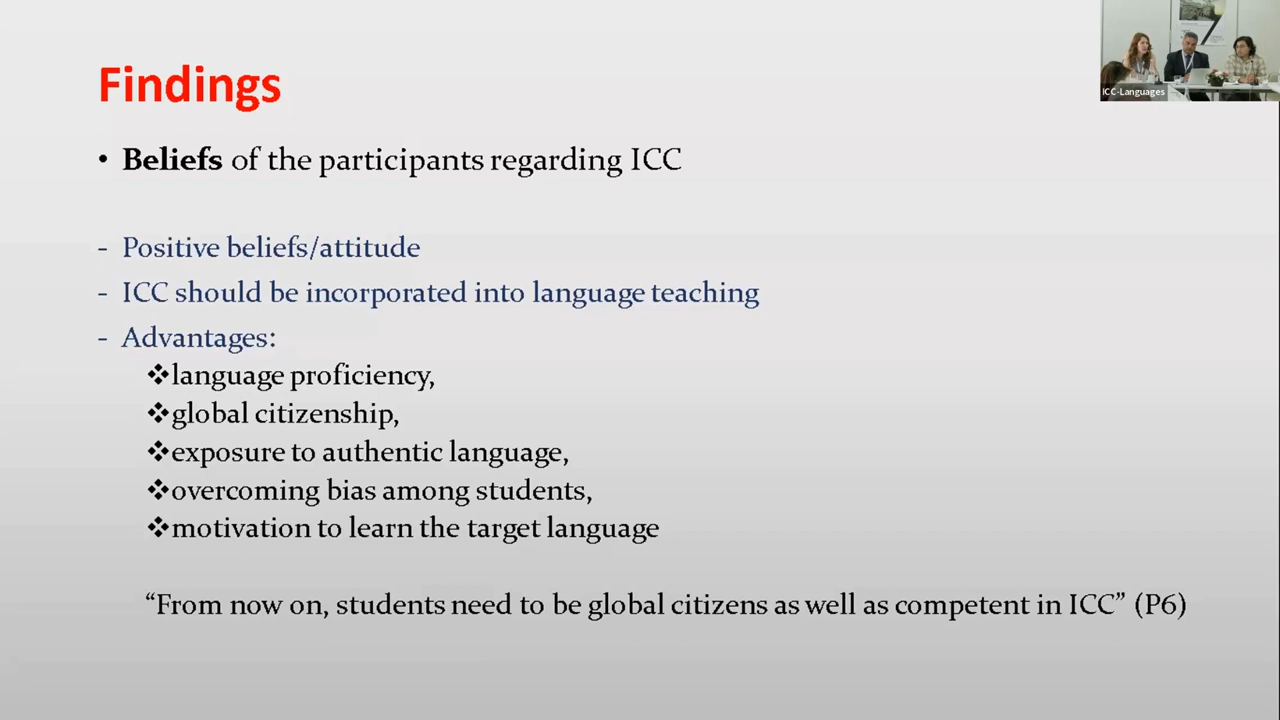 Findings
• Beliefs of the participants regarding ICC
- Positive beliefs/attitude
- ICC should be incorporated into language teaching
- Advantages:
❖language proficiency,
❖global citizenship,
❖exposure to authentic language,
❖overcoming bias among students,
❖motivation to learn the target language
“From now on, students need to be global citizens as well as competent in ICC” (P6)
ICC-Languages